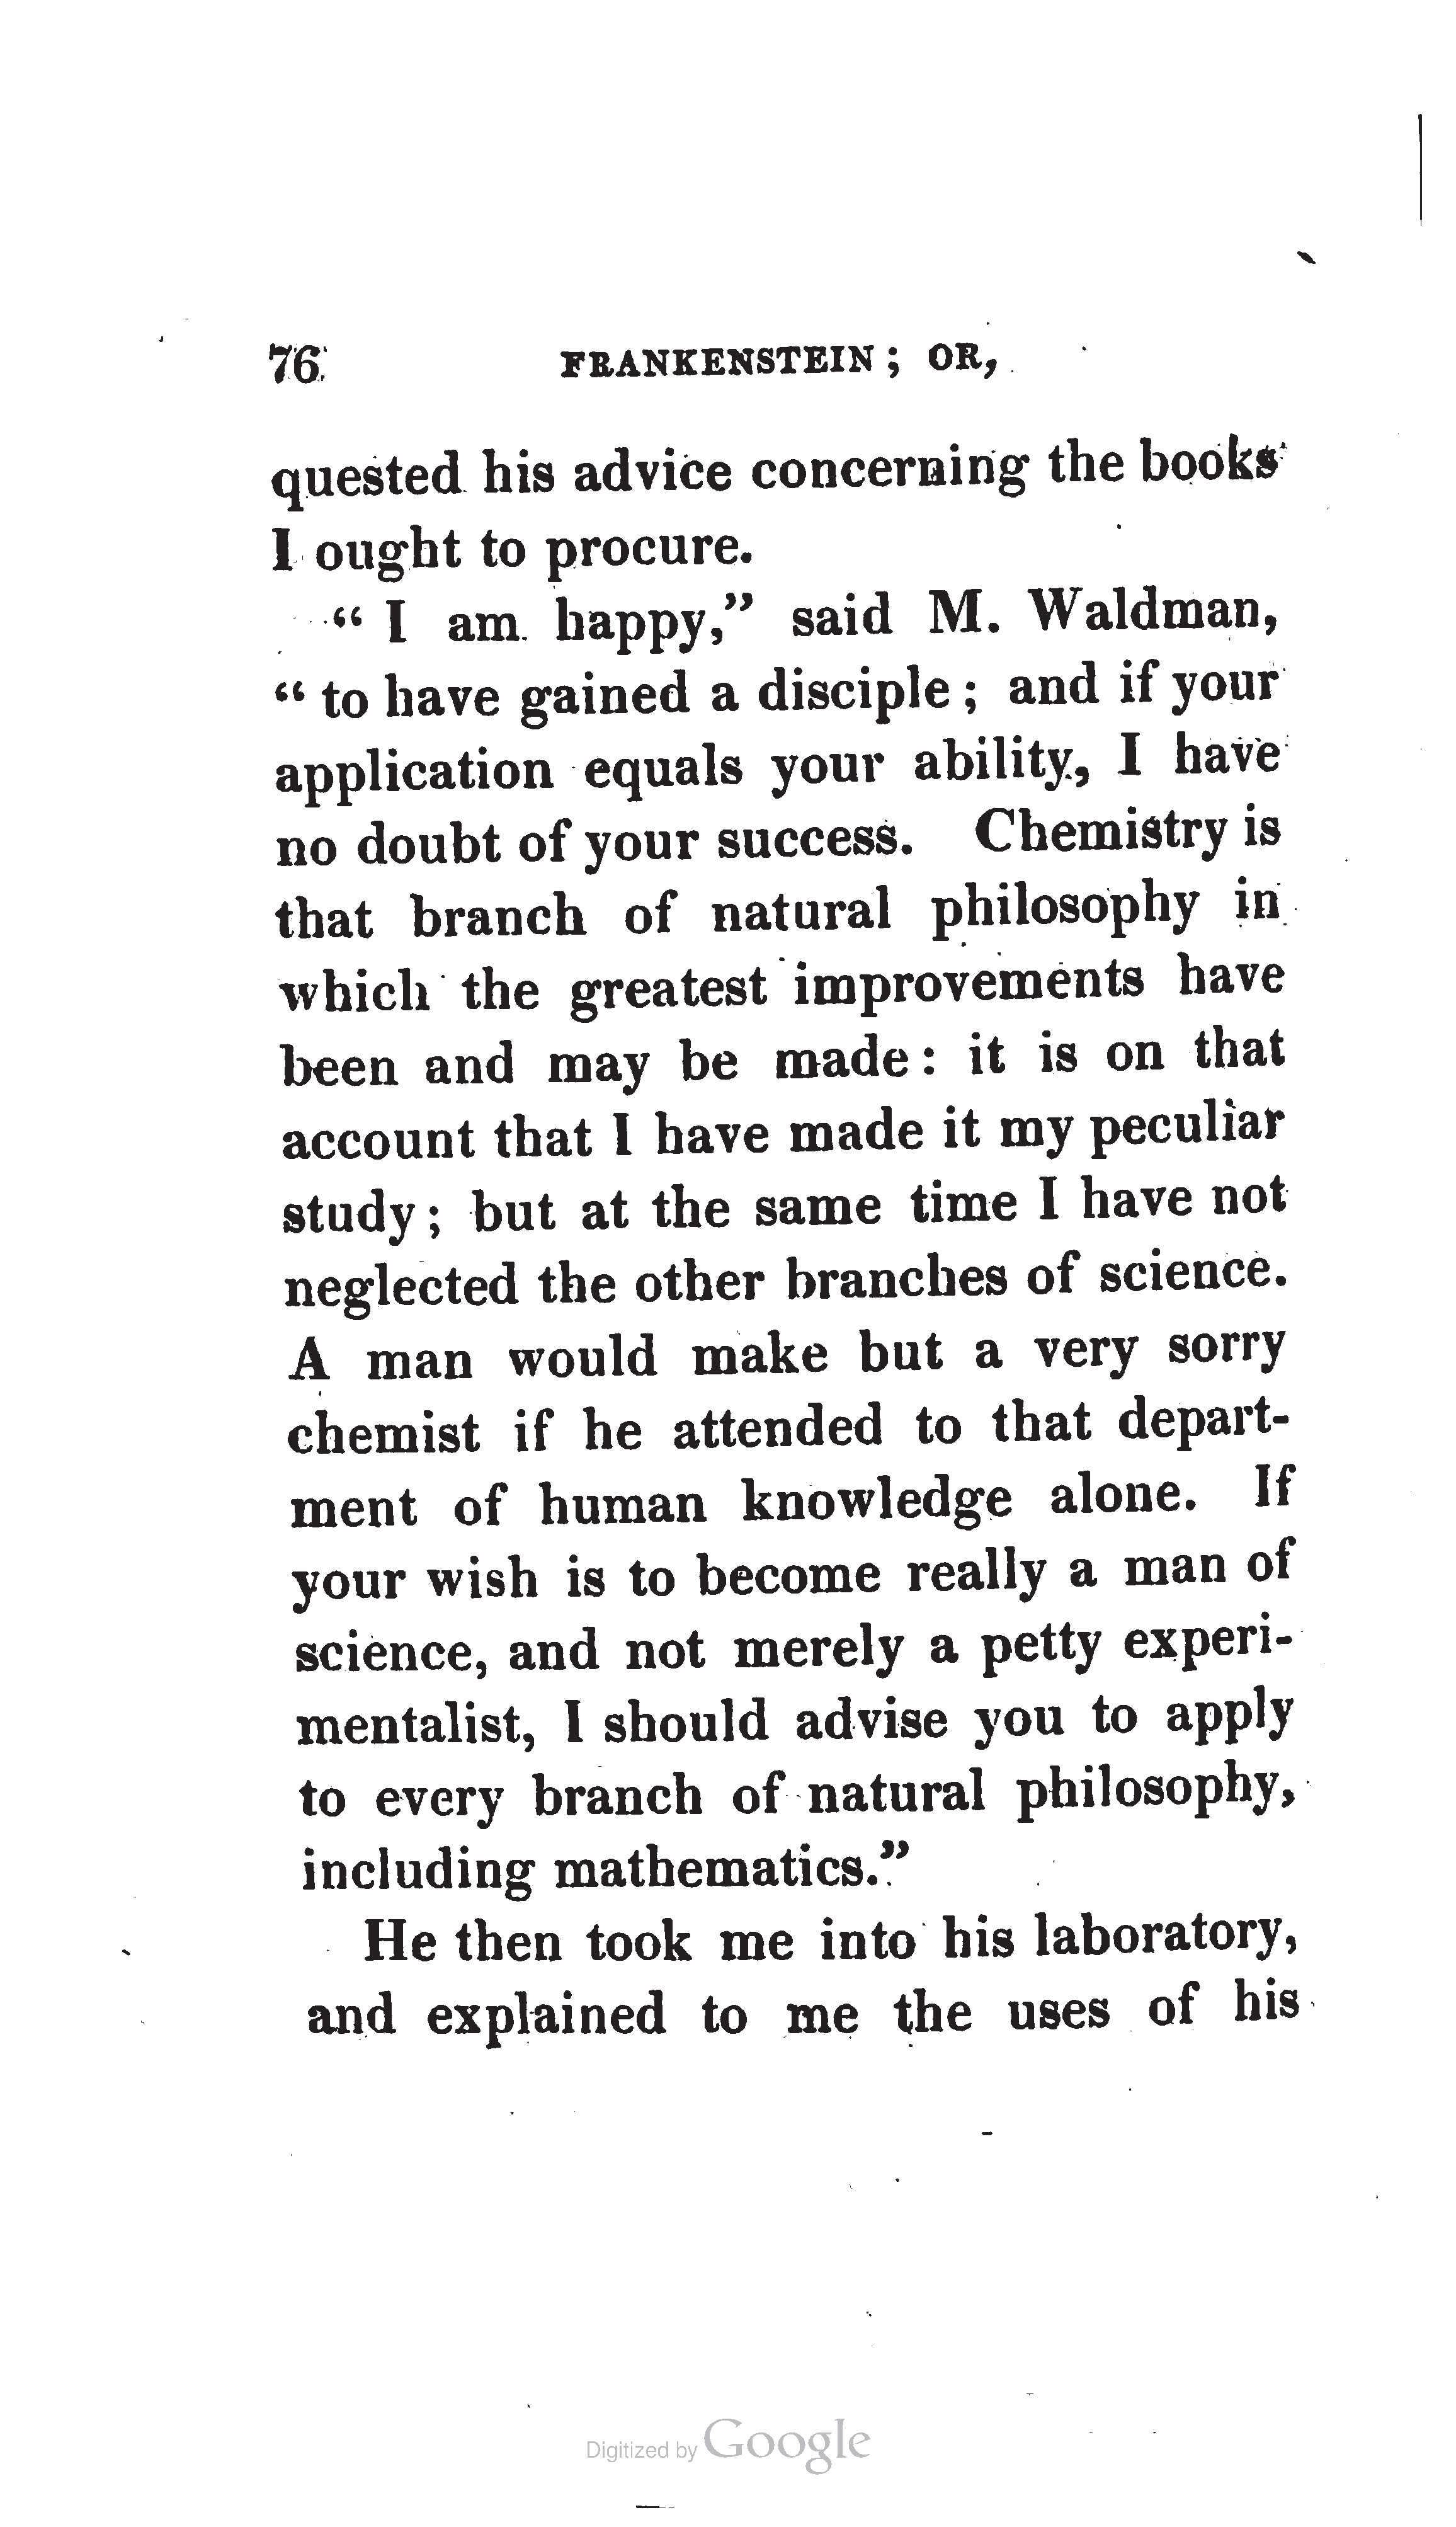 76 FRANKENSTEIN; OR,
quested his advice concerning the books
I ought to procure.
“ I am happy,” said M. Waldman,
“ to have gained a disciple; and if your
application equals your ability, I have
no doubt of your success. Chemistry is
that branch of natural philosophy in
which the greatest improvements have
been and may be made: it is on that
account that I have made it my peculiar
study; but at the same time I have not
neglected the other branches of science.
A man would make but a very sorry
chemist if he attended to that depart-
ment of human knowledge alone. If
your wish is to become really a man of
science, and not merely a petty experi-
mentalist, I should advise you to apply
to every branch of natural philosophy,
including mathematics.”
He then took me into his laboratory,
and explained to me the uses of his
Digitized by Google